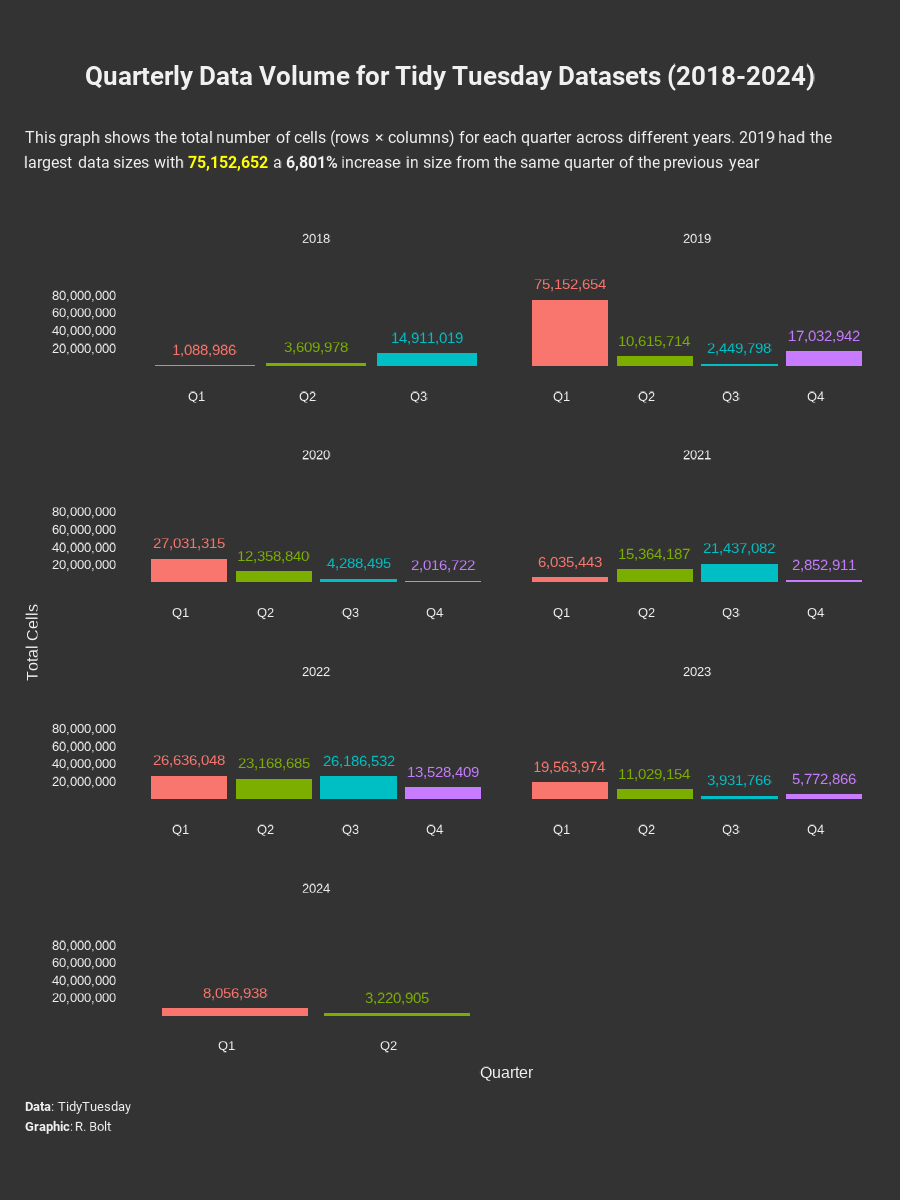 Quarterly Data Volume for Tidy Tuesday Datasets (2018-2024)
This graph shows the total number of cells (rows × columns) for each quarter across different years. 2019 had the
largest data sizes with 75,152,652 a 6,801% increase in size from the same quarter of the previous year
2018
80,000,000
60,000,000
40,000,000
20,000,000
1,088,986
3,609,978
14,911,019
Q1
Q2
Q3
2019
75,152,654
10,615,714
2,449,798
17,032,942
Q1
Q2
Q3
Q4
2020
80,000,000
60,000,000
40,000,000
20,000,000
27,031,315
12,358,840
4,288,495
2,016,722
Q1
Q2
Q3
Q4
2021
6,035,443
15,364,187
21,437,082
2,852,911
Q1
Q2
Q3
Q4
Total Cells
2022
80,000,000
60,000,000
40,000,000
20,000,000
26,636,048
23,168,685
26,186,532
13,528,409
Q1
Q2
Q3
Q4
2023
19,563,974
11,029,154
3,931,766
5,772,866
Q1
Q2
Q3
Q4
2024
80,000,000
60,000,000
40,000,000
20,000,000
8,056,938
3,220,905
Q1
Q2
Quarter
Data: TidyTuesday
Graphic: R. Bolt